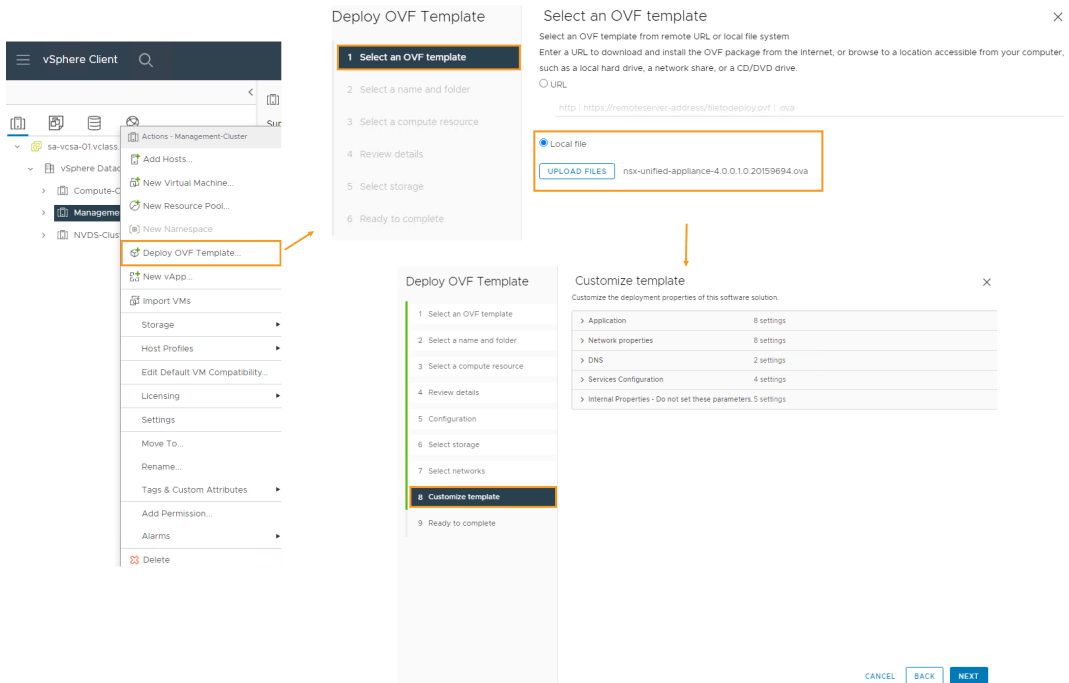 vSphere Client
sa-vcsa-01.vclass.
vSphere Datac
Compute-C
Manageme
NVDS-Clus
Sur
Actions - Management-Cluster
Add Hosts...
New Virtual Machine...
New Resource Pool...
New Namespace
Deploy OVF Template...
New vApp...
Import VMs
Storage
Host Profiles
Edit Default VM Compatibility...
Licensing
Settings
Move To...
Rename...
Tags & Custom Attributes
Add Permission...
Alarms
Delete
Deploy OVF Template
1 Select an OVF template
2 Select a name and folder
3 Select a compute resource
4 Review details
5 Select storage
6 Ready to complete
Select an OVF template
Select an OVF template from remote URL or local file system
Enter a URL to download and install the OVF package from the Internet, or browse to a location accessible from your computer,
such as a local hard drive, a network share, or a CD/DVD drive.
URL
http | https://remoteserver-address/filetodeploy.ovf | .ova
Local file
UPLOAD FILES nsx-unified-appliance-4.0.0.1.0.20159694.ova
Deploy OVF Template
1 Select an OVF template
2 Select a name and folder
3 Select a compute resource
4 Review details
5 Configuration
6 Select storage
7 Select networks
8 Customize template
9 Ready to complete
Customize template
Customize the deployment properties of this software solution.
Application 8 settings
Network properties 8 settings
DNS 2 settings
Services Configuration 4 settings
Internal Properties - Do not set these parameters. 5 settings
CANCEL BACK NEXT